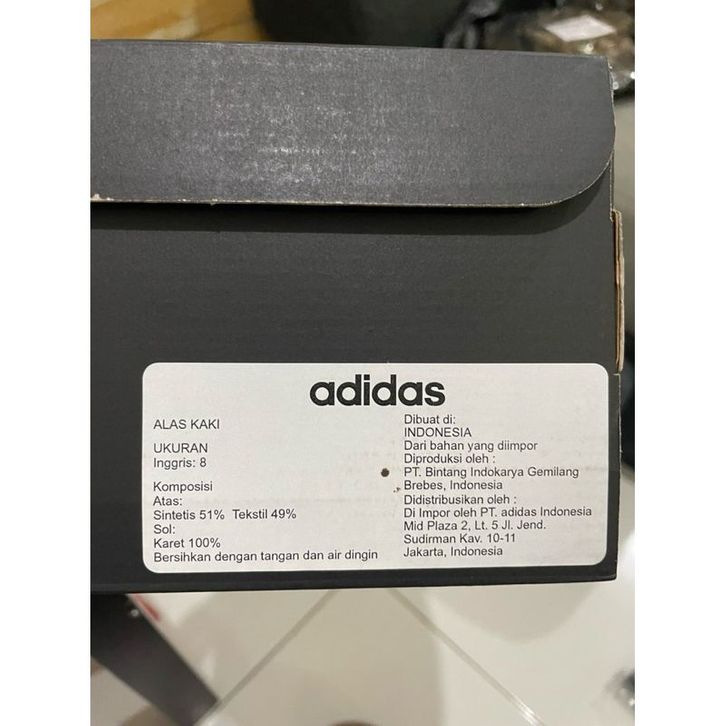 adidas
ALAS KAKI
UKURAN
Inggris: 8
Komposisi
Atas:
Sintetis 51%  Tekstil 49%
Sol:
Karet 100%
Bersihkan dengan tangan dan air dingin
Dibuat di:
INDONESIA
Dari bahan yang diimpor
Diproduksi oleh :
PT. Bintang Indokarya Gemilang
Brebes, Indonesia
Didistribusikan oleh :
Di Impor oleh PT. adidas Indonesia
Mid Plaza 2, Lt. 5 Jl. Jend.
Sudirman Kav. 10-11
Jakarta, Indonesia